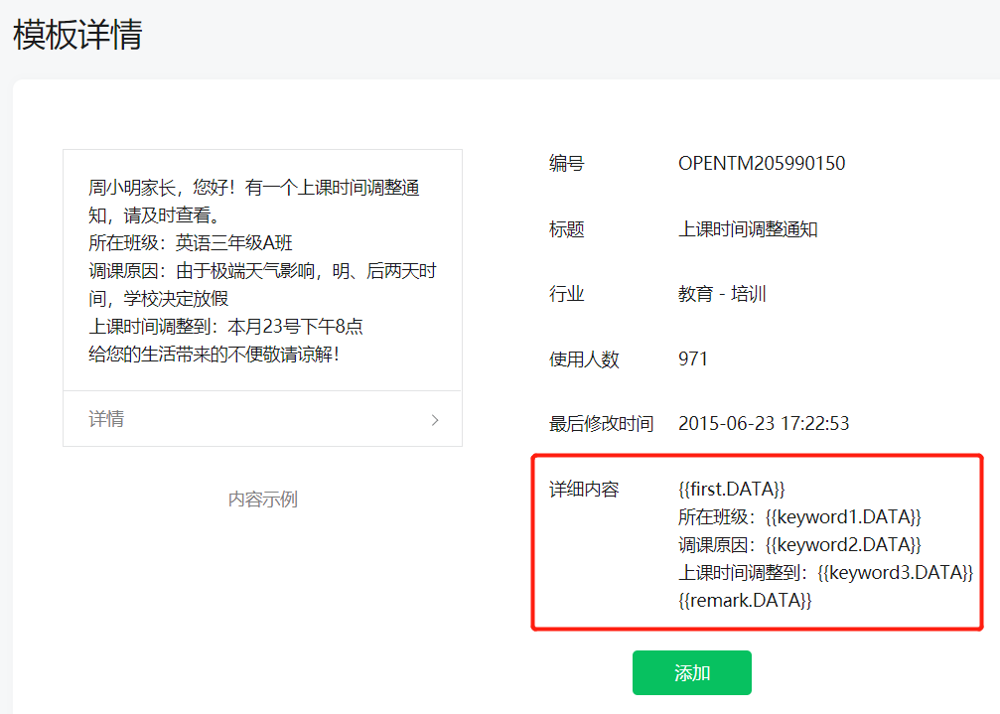 模板详情
周小明家长，您好！有一个上课时间调整通
知，请及时查看。
所在班级：英语三年级A班
调课原因：由于极端天气影响，明、后两天时
间，学校决定放假
上课时间调整到：本月23号下午8点
给您的生活带来的不便敬请谅解！
详情
内容示例
编号 OPENTM205990150
标题 上课时间调整通知
行业 教育 - 培训
使用人数 971
最后修改时间 2015-06-23 17:22:53
详细内容 {{first.DATA}}
所在班级：{{keyword1.DATA}}
调课原因：{{keyword2.DATA}}
上课时间调整到：{{keyword3.DATA}}
{{remark.DATA}}
添加